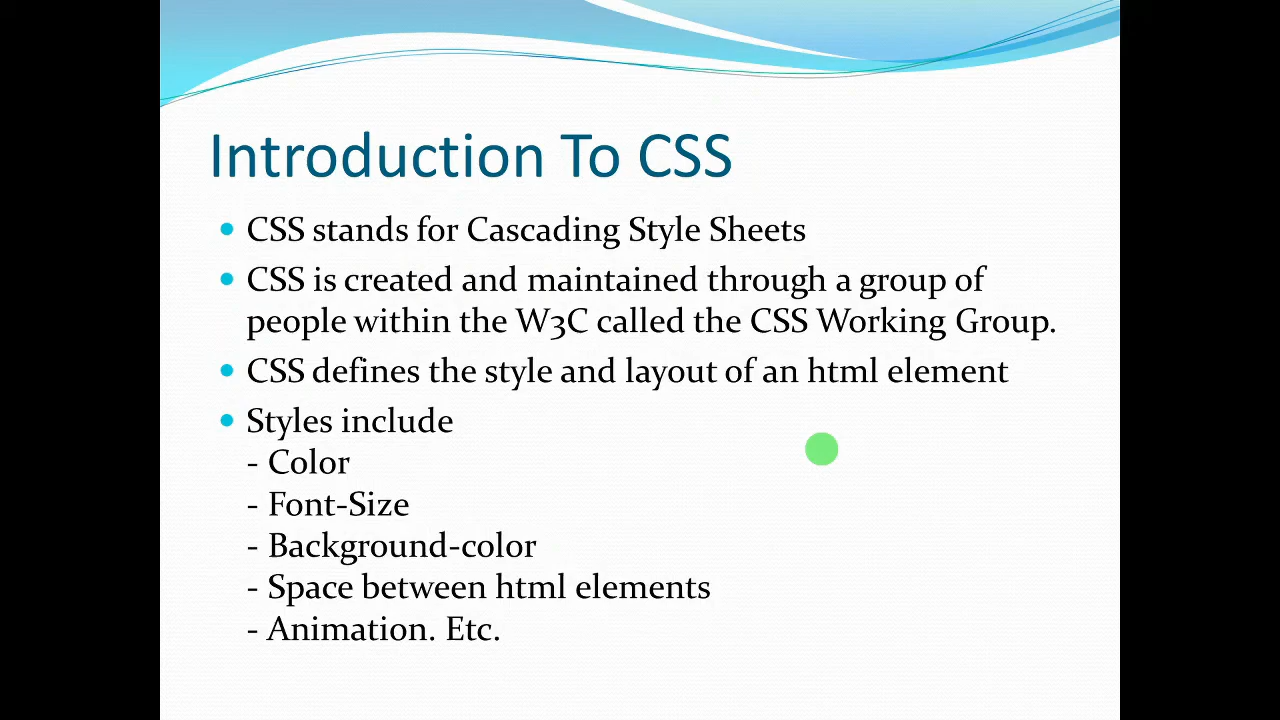 Introduction To CSS
• CSS stands for Cascading Style Sheets
• CSS is created and maintained through a group of
people within the W3C called the CSS Working Group.
• CSS defines the style and layout of an html element
• Styles include
- Color
- Font-Size
- Background-color
- Space between html elements
- Animation. Etc.